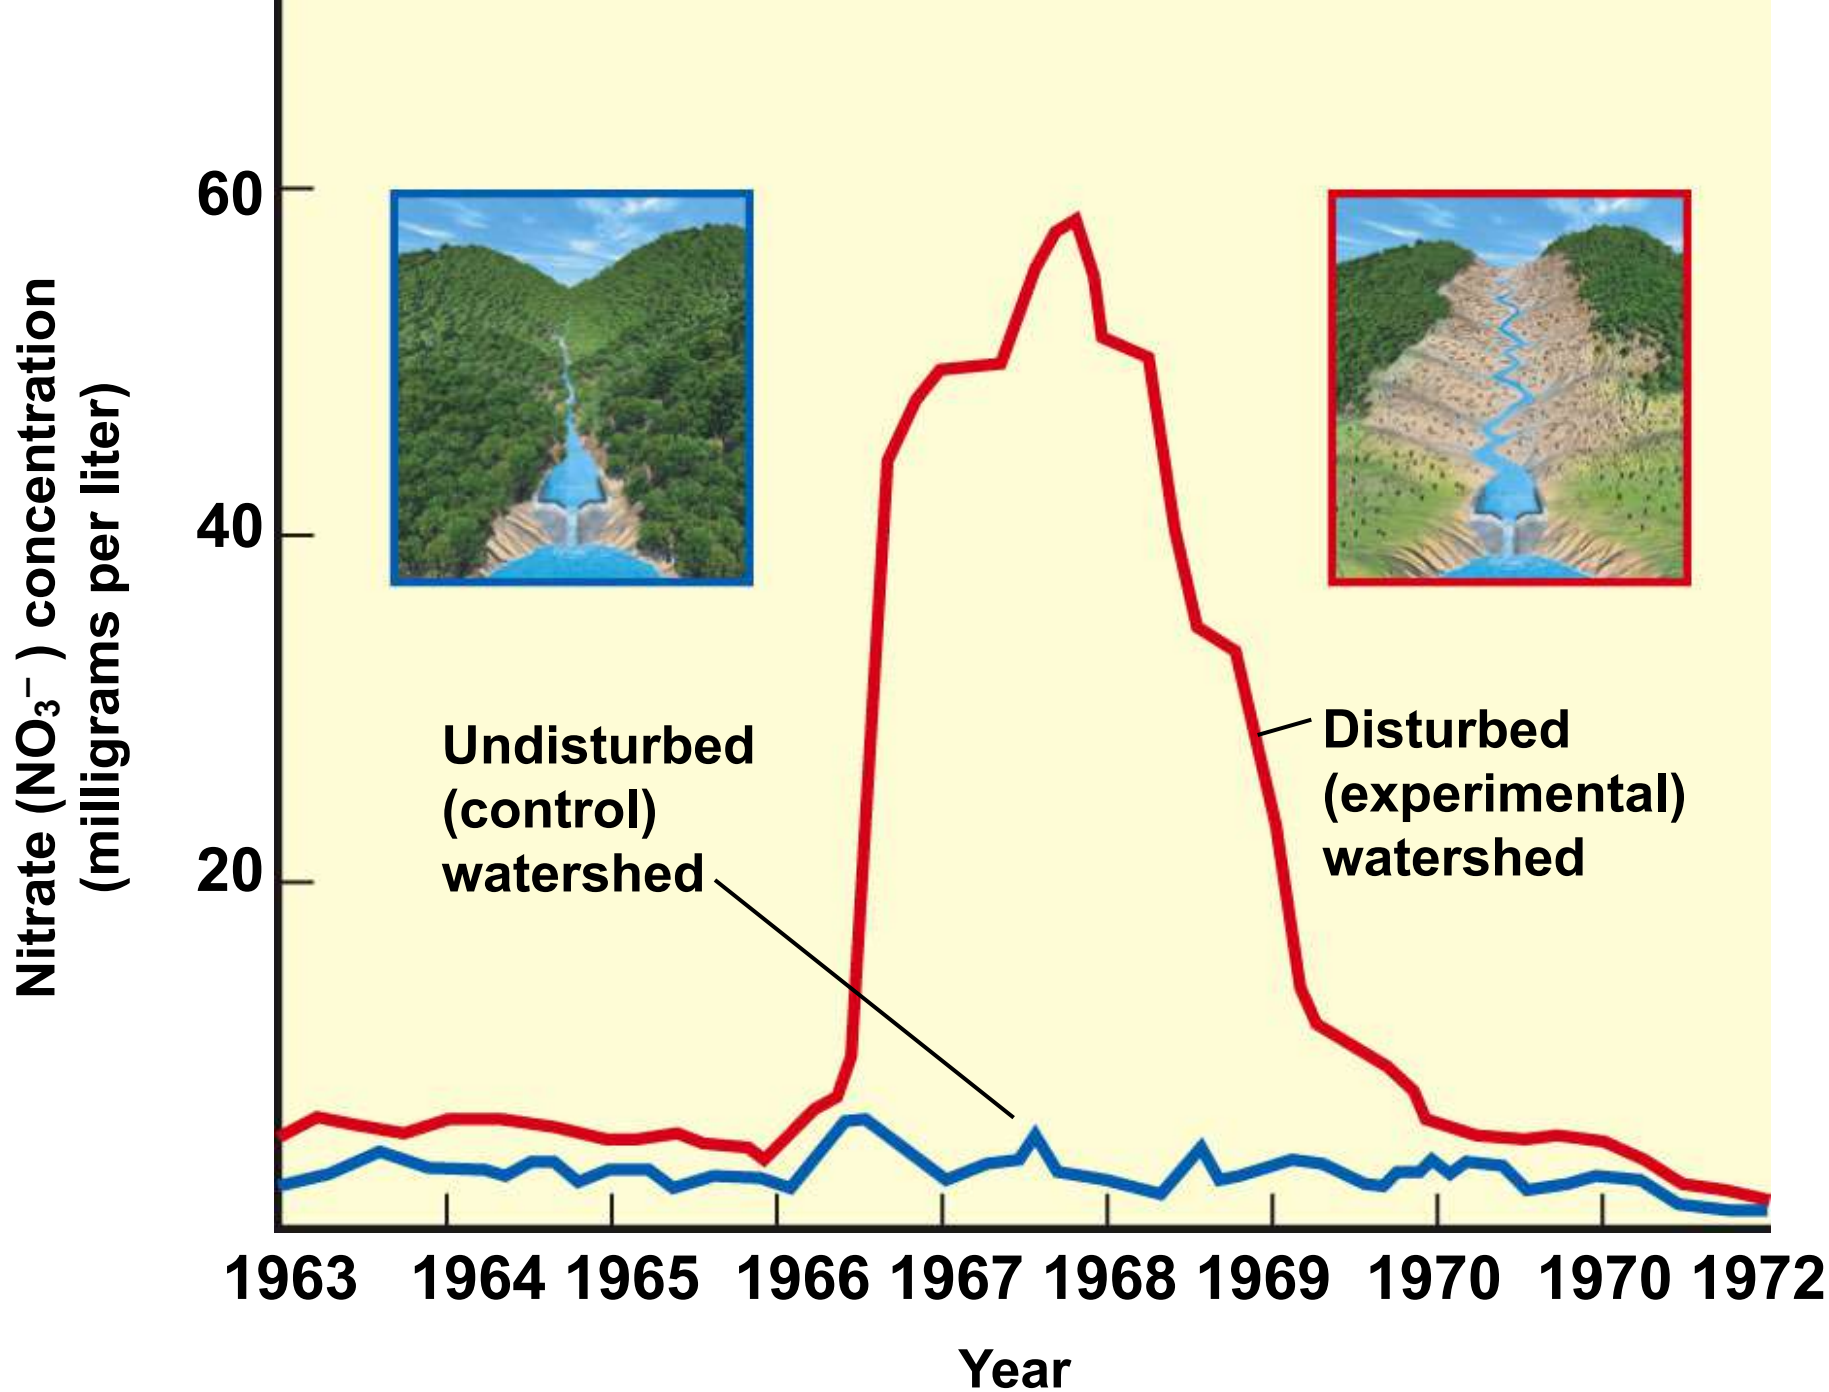 Nitrate (NO₃⁻ ) concentration
(milligrams per liter)
60
40
20
Undisturbed
(control)
watershed
Disturbed
(experimental)
watershed
1963 1964 1965 1966 1967 1968 1969 1970 1970 1972
Year